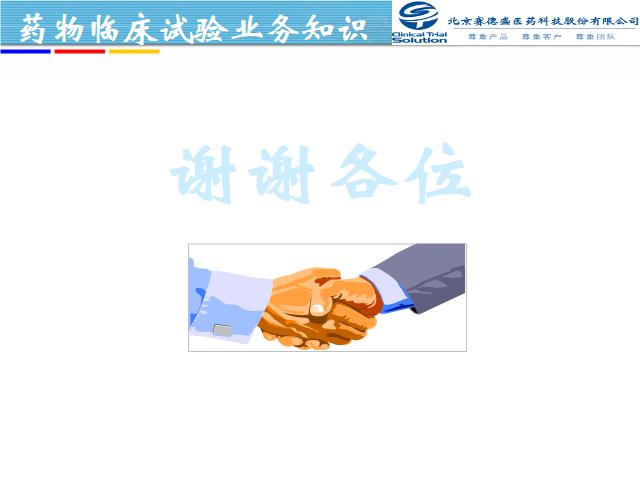 药物临床试验业务知识
Clinical Trial
Solution
北京赛德盛医药科技股份有限公司
尊重产品 尊重客户 尊重团队
谢谢各位